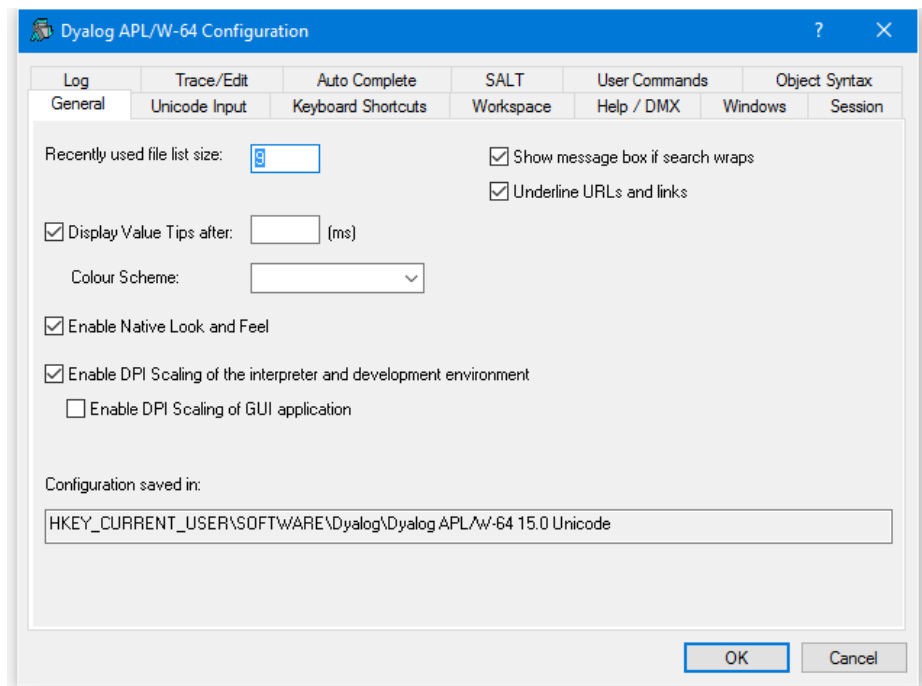 Dyalog APL/W-64 Configuration ?
Log Trace/Edit Auto Complete SALT User Commands Object Syntax
General Unicode Input Keyboard Shortcuts Workspace Help / DMX Windows Session
Recently used file list size: 9
Show message box if search wraps
Underline URLs and links
Display Value Tips after: (ms)
Colour Scheme:
Enable Native Look and Feel
Enable DPI Scaling of the interpreter and development environment
Enable DPI Scaling of GUI application
Configuration saved in:
HKEY_CURRENT_USER\SOFTWARE\Dyalog\Dyalog APL/W-64 15.0 Unicode
OK Cancel